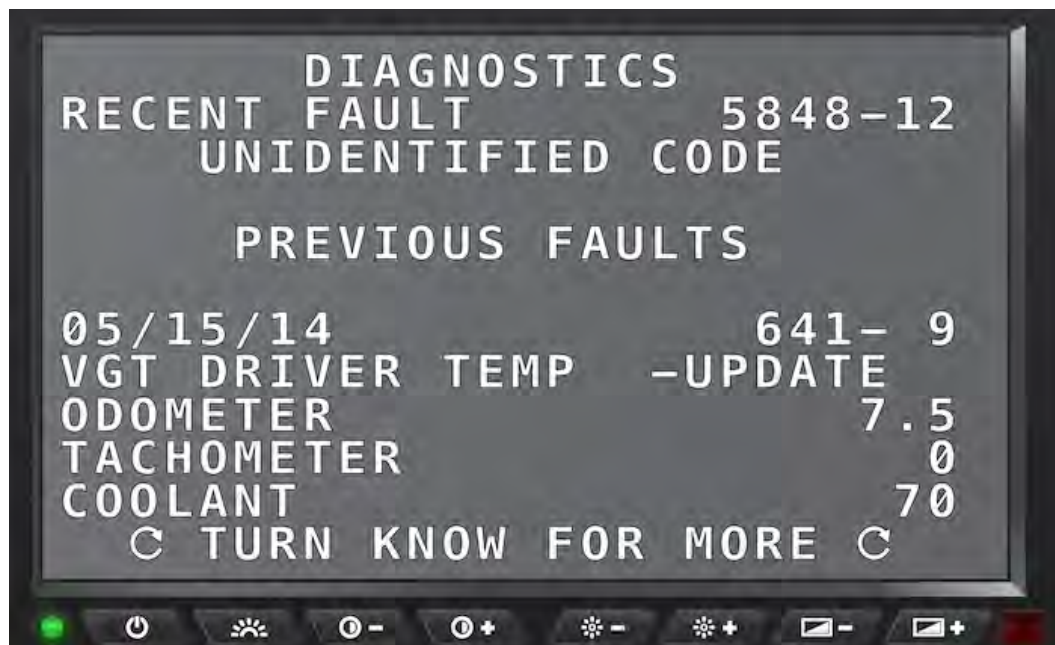 DIAGNOSTICS
RECENT FAULT 5848-12
UNIDENTIFIED CODE
PREVIOUS FAULTS
05/15/14 641- 9
VGT DRIVER TEMP -UPDATE
ODOMETER 7.5
TACHOMETER 0
COOLANT 70
↻ TURN KNOW FOR MORE ↻